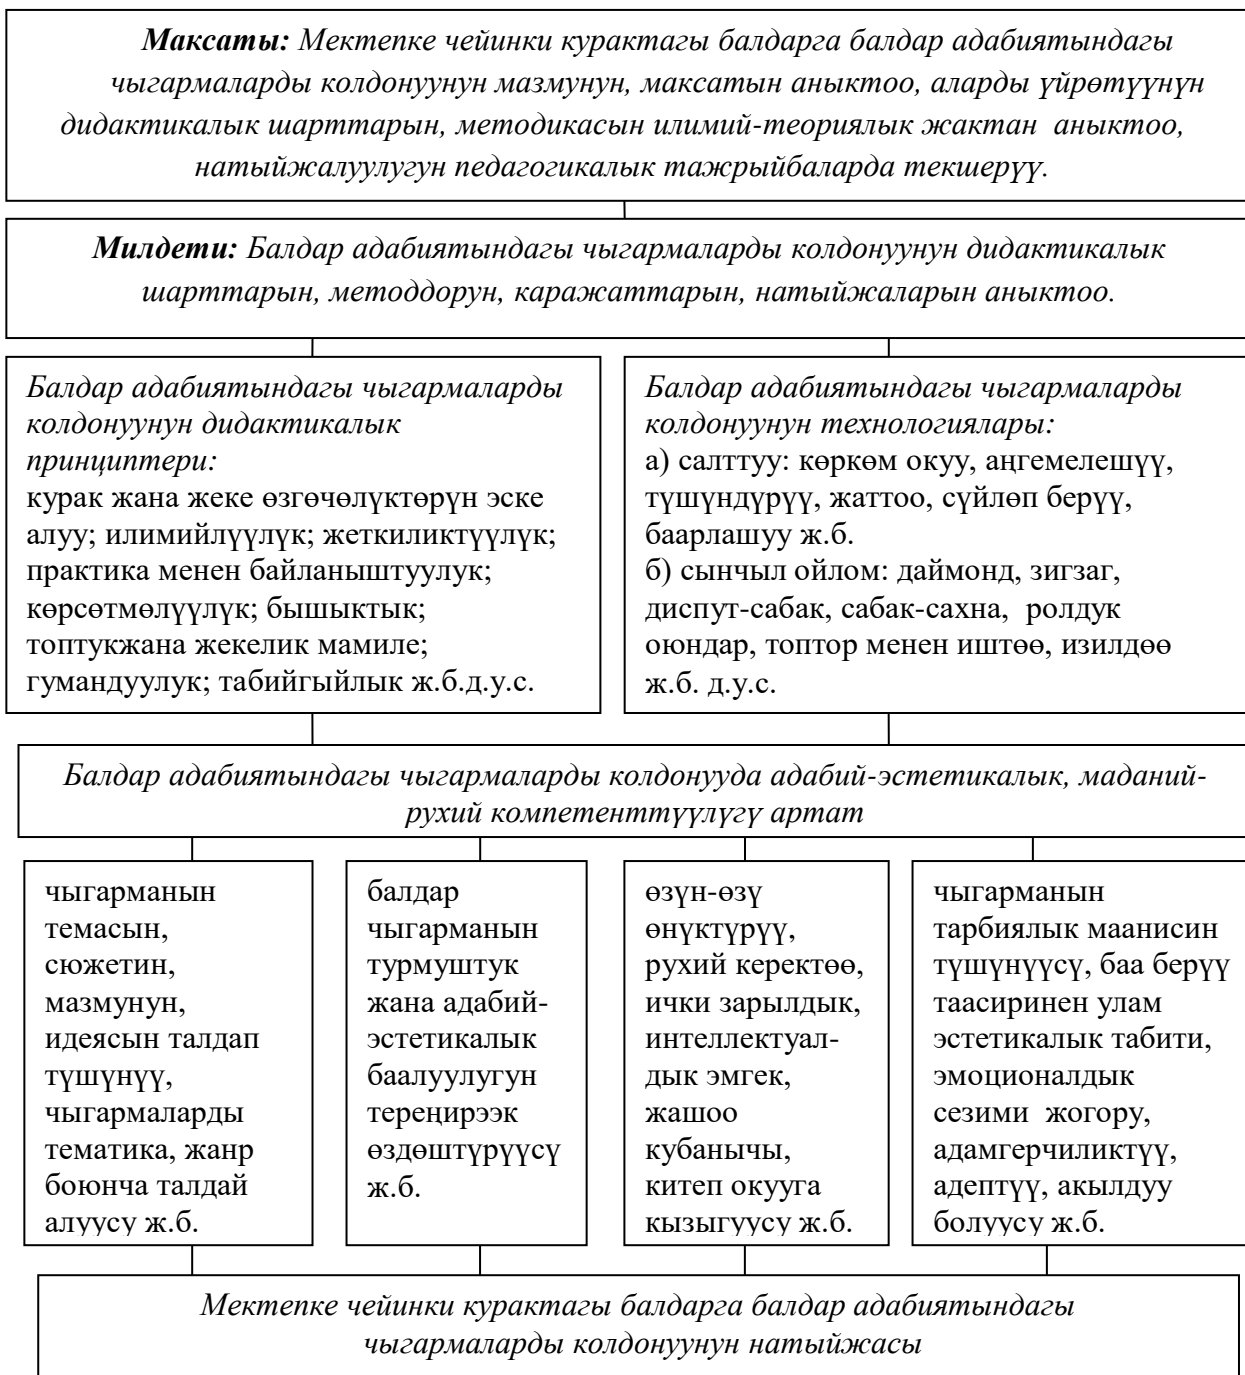 Максаты: Мектепке чейинки курактагы балдарга балдар адабиятындагы
чыгармаларды колдонуунун мазмунун, максатын аныктоо, аларды үйрөтүүнүн
дидактикалык шарттарын, методикасын илимий-теориялык жактан аныктоо,
натыйжалуулугун педагогикалык тажрыйбаларда текшерүү.
Милдети: Балдар адабиятындагы чыгармаларды колдонуунун дидактикалык
шарттарын, методдорун, каражаттарын, натыйжаларын аныктоо.
Балдар адабиятындагы чыгармаларды
колдонуунун дидактикалык
принциптери:
курак жана жеке өзгөчөлүктөрүн эске
алуу; илимийлүүлүк; жеткиликтүүлүк;
практика менен байланыштуулук;
көрсөтмөлүүлүк; бышыктык;
топтукжана жекелик мамиле;
гумандуулук; табийгыйлык ж.б.д.у.с.
Балдар адабиятындагы чыгармаларды
колдонуунун технологиялары:
а) салттуу: көркөм окуу, аңгемелешүү,
түшүндүрүү, жаттоо, сүйлөп берүү,
баарлашуу ж.б.
б) сынчыл ойлом: даймонд, зигзаг,
диспут-сабак, сабак-сахна, ролдук
оюндар, топтор менен иштөө, изилдөө
ж.б. д.у.с.
Балдар адабиятындагы чыгармаларды колдонууда адабий-эстетикалык, маданий-
рухий компетенттүүлүгү артат
чыгарманын
темасын,
сюжетин,
мазмунун,
идеясын талдап
түшүнүү,
чыгармаларды
тематика, жанр
боюнча талдай
алуусу ж.б.
балдар
чыгарманын
турмуштук
жана адабий-
эстетикалык
баалуулугун
тереңирээк
өздөштүрүүсү
ж.б.
өзүн-өзү
өнүктүрүү,
рухий керектөө,
ички зарылдык,
интеллектуал-
дык эмгек,
жашоо
кубанычы,
китеп окууга
кызыгуусу ж.б.
чыгарманын
тарбиялык маанисин
түшүнүүсү, баа берүү
таасиринен улам
эстетикалык табити,
эмоционалдык
сезими жогору,
адамгерчиликтүү,
адептүү, акылдуу
болуусу ж.б.
Мектепке чейинки курактагы балдарга балдар адабиятындагы
чыгармаларды колдонуунун натыйжасы